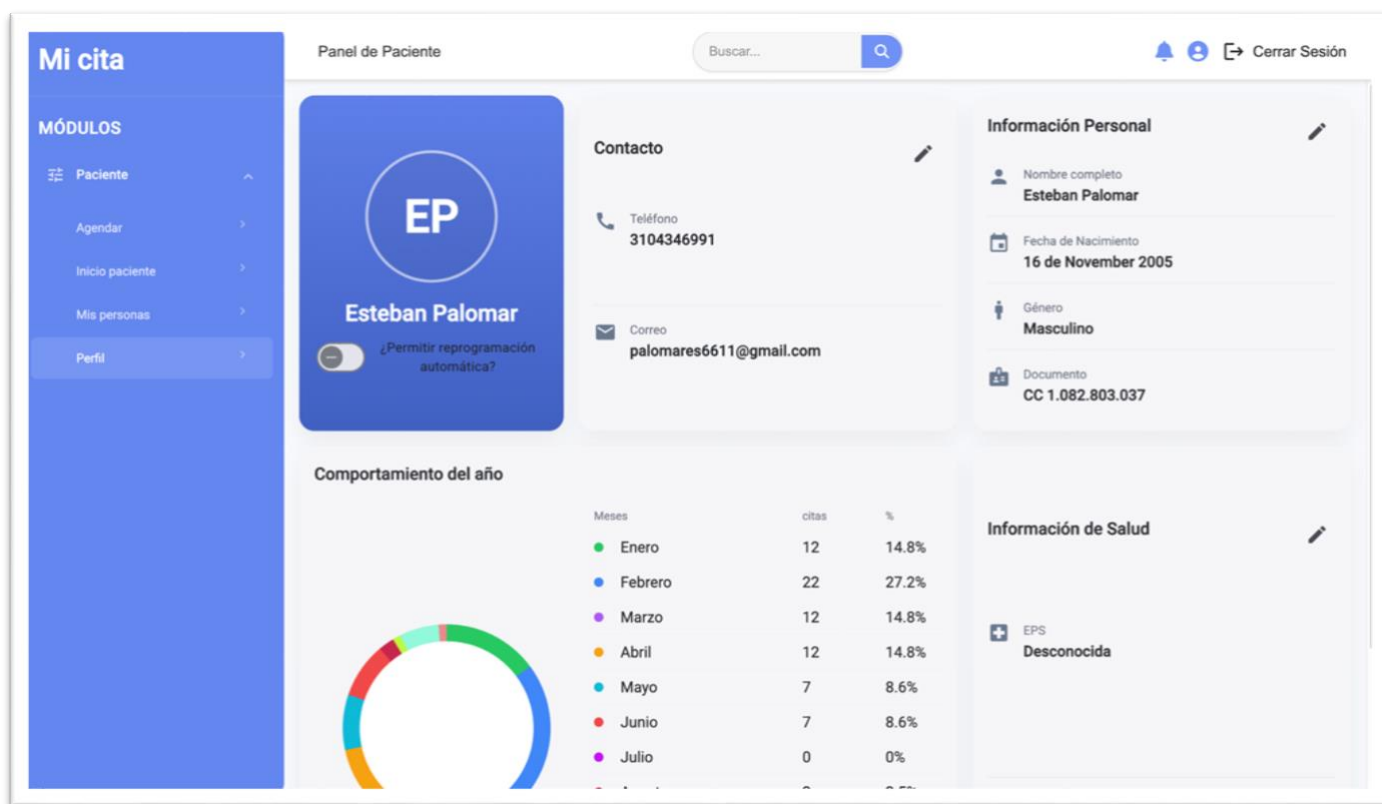 Mi cita
Panel de Paciente
Buscar...
Cerrar Sesión
MÓDULOS
Paciente
Agendar
Inicio paciente
Mis personas
Perfil
EP
Esteban Palomar
¿Permitir reprogramación
automática?
Contacto
Teléfono
3104346991
Correo
palomares6611@gmail.com
Información Personal
Nombre completo
Esteban Palomar
Fecha de Nacimiento
16 de November 2005
Género
Masculino
Documento
CC 1.082.803.037
Comportamiento del año
Meses citas %
Enero 12 14.8%
Febrero 22 27.2%
Marzo 12 14.8%
Abril 12 14.8%
Mayo 7 8.6%
Junio 7 8.6%
Julio 0 0%
Información de Salud
EPS
Desconocida